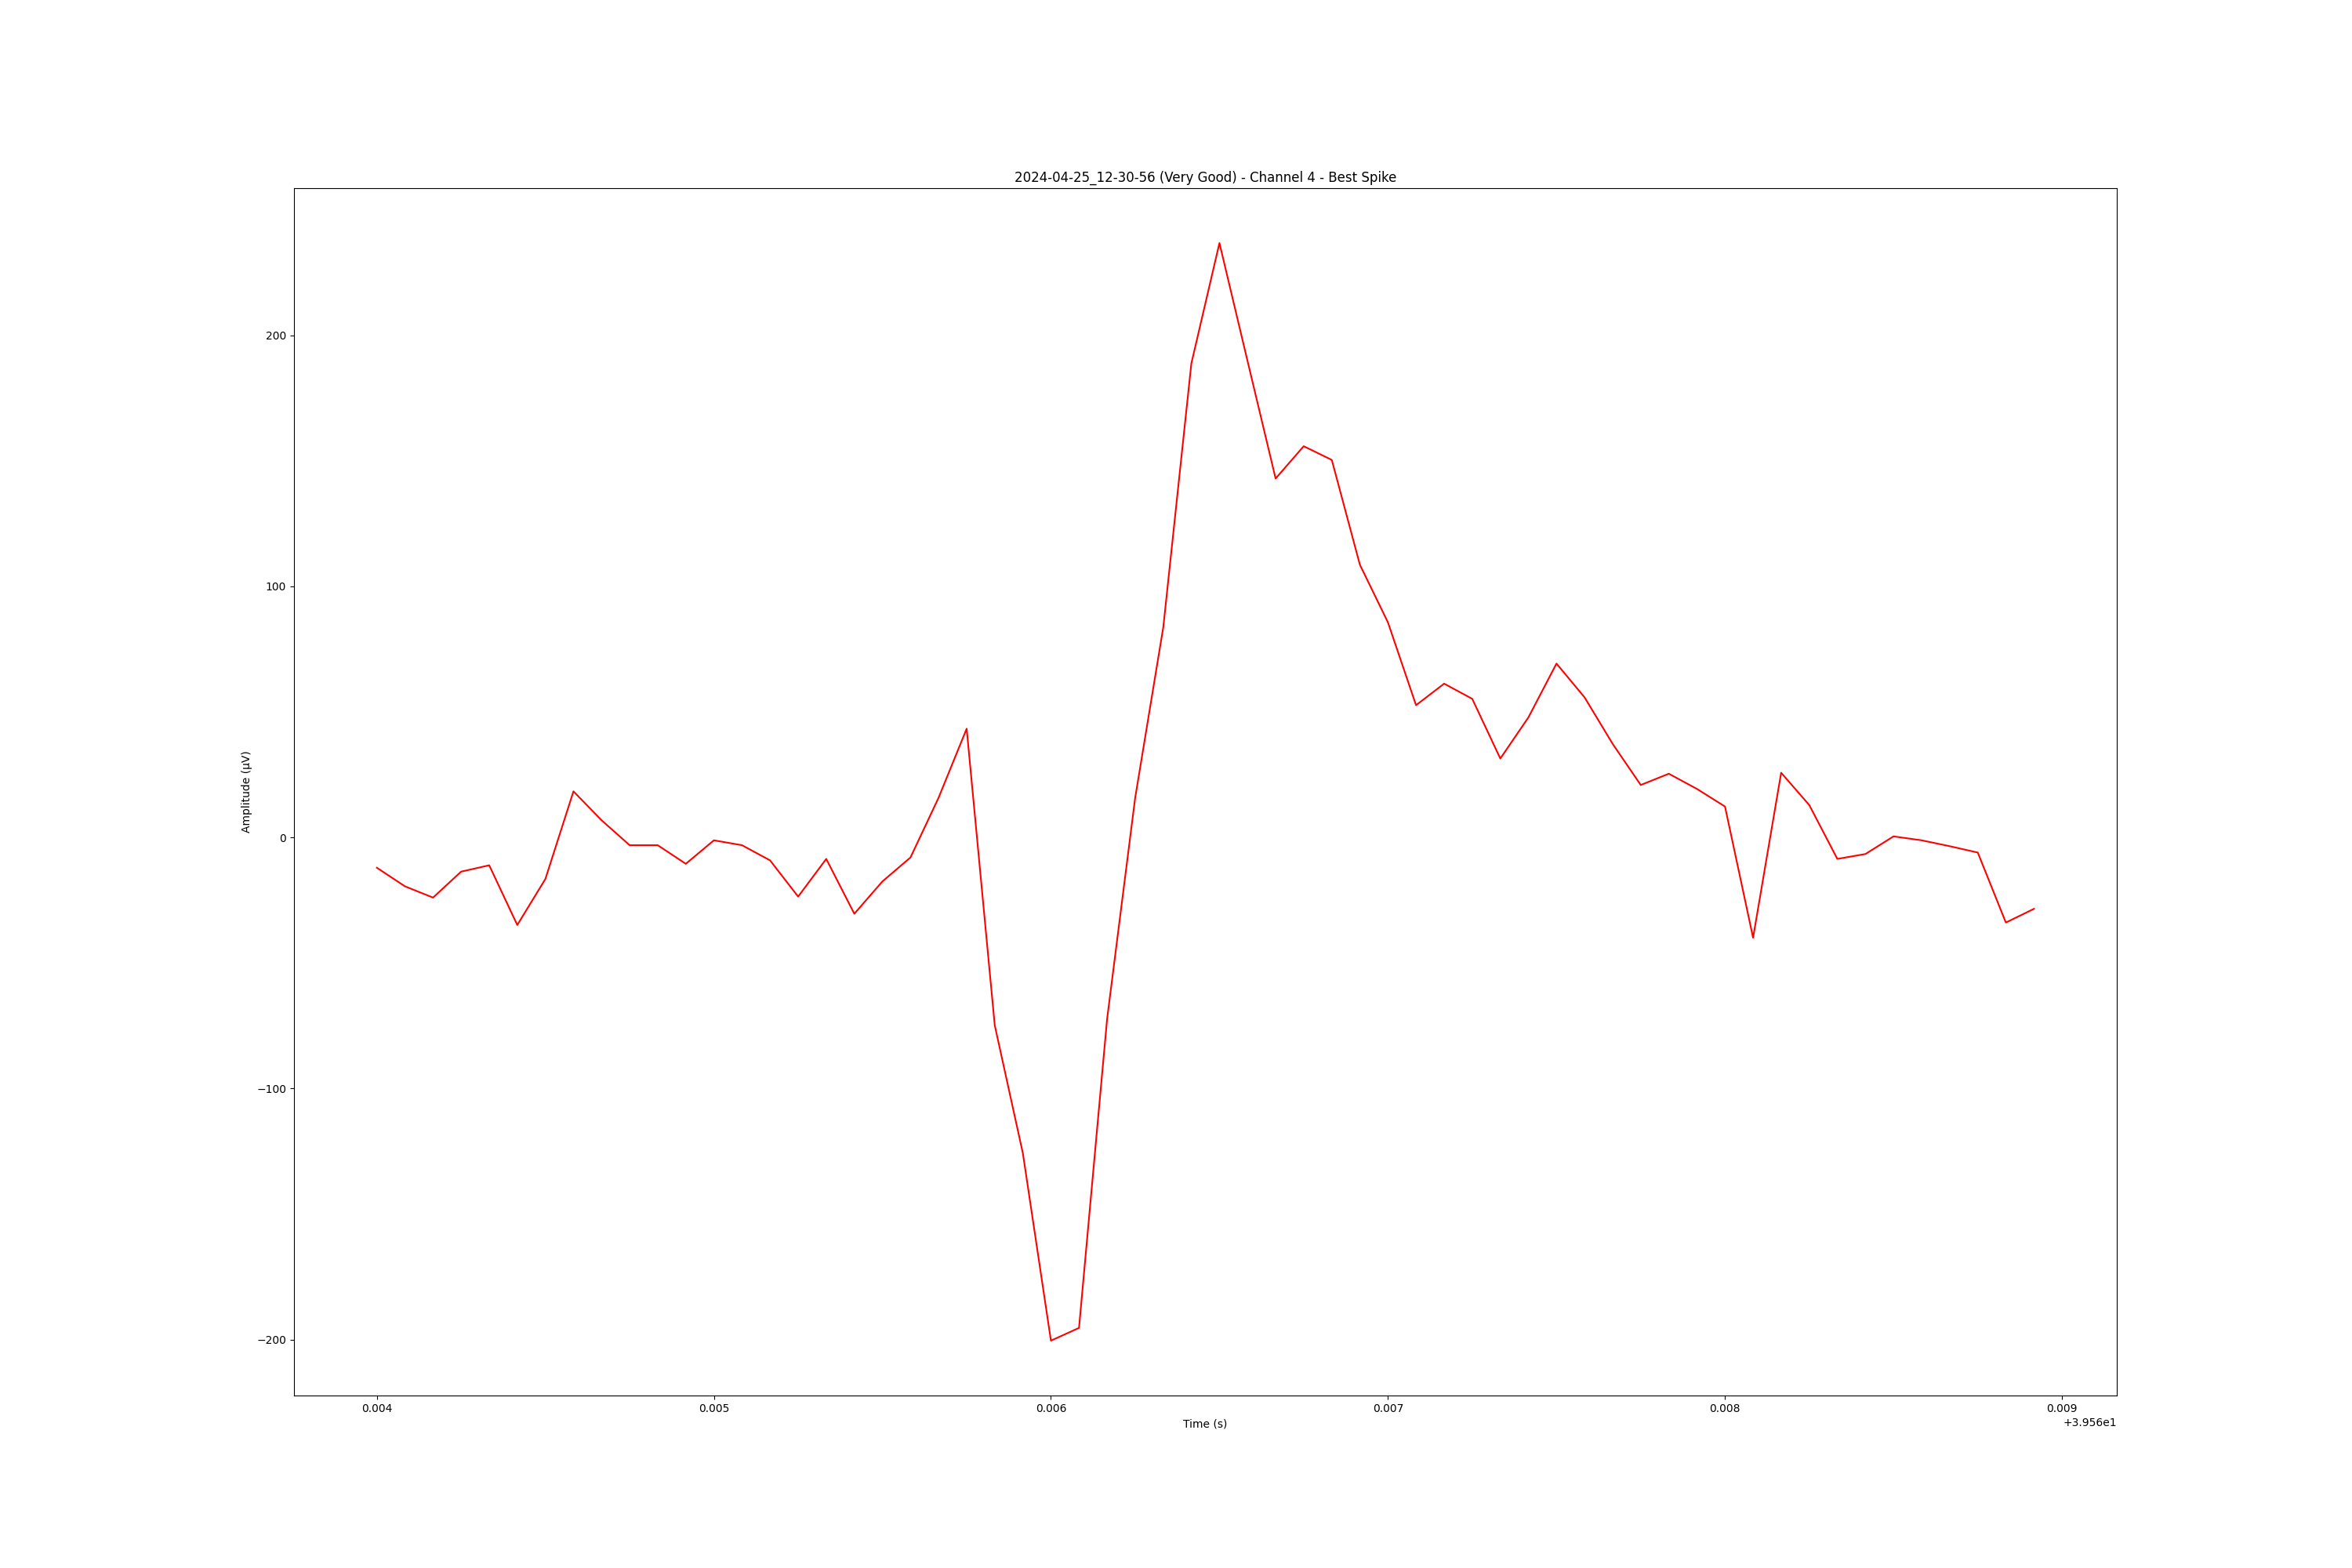 2024-04-25_12-30-56 (Very Good) - Channel 4 - Best Spike
Amplitude (µV)
200
100
0
−100
−200
0.004
0.005
0.006
0.007
0.008
0.009
Time (s)
+3.956e1